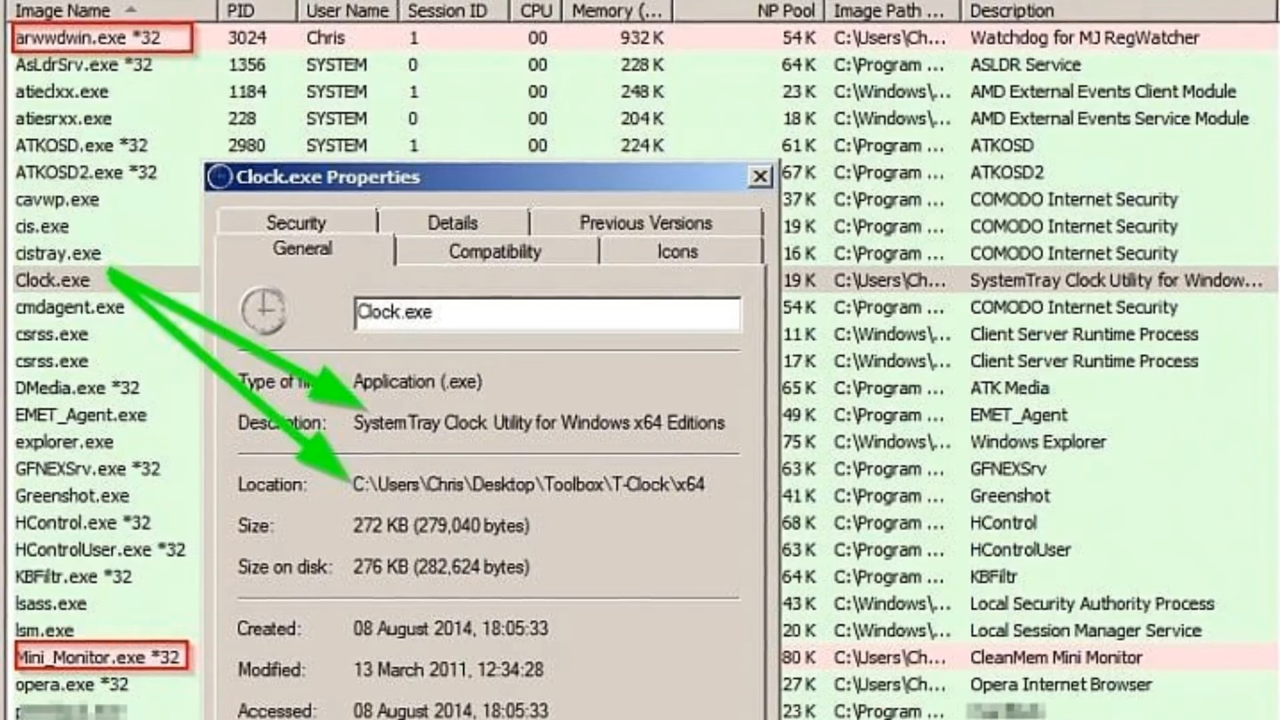 Image Name PID User Name Session ID CPU Memory (... NP Pool Image Path ... Description
arwwdwin.exe *32 3024 Chris 1 00 932 K 54 K C:\Users\Ch... Watchdog for MJ RegWatcher
AsLdrSrv.exe *32 1356 SYSTEM 0 00 228 K 64 K C:\Program ... ASLDR Service
atiedxx.exe 1184 SYSTEM 1 00 248 K 23 K C:\Windows\... AMD External Events Client Module
atiesrxx.exe 228 SYSTEM 0 00 204 K 18 K C:\Windows\... AMD External Events Service Module
ATKOSD.exe *32 2980 SYSTEM 1 00 224 K 61 K C:\Program ... ATKOSD
ATKOSD2.exe *32 67 K C:\Program ... ATKOSD2
cavwp.exe 37 K C:\Program ... COMODO Internet Security
cis.exe 19 K C:\Program ... COMODO Internet Security
cistray.exe 16 K C:\Program ... COMODO Internet Security
Clock.exe 19 K C:\Users\Ch... SystemTray Clock Utility for Window...
cmdagent.exe 54 K C:\Program ... COMODO Internet Security
csrss.exe 11 K C:\Windows\... Client Server Runtime Process
csrss.exe 17 K C:\Windows\... Client Server Runtime Process
DMedia.exe *32 65 K C:\Program ... ATK Media
EMET_Agent.exe 49 K C:\Program ... EMET_Agent
explorer.exe 75 K C:\Windows\... Windows Explorer
GFNEXSrv.exe *32 63 K C:\Program ... GFNEXSrv
Greenshot.exe 41 K C:\Program ... Greenshot
HControl.exe *32 68 K C:\Program ... HControl
HControlUser.exe *32 63 K C:\Program ... HControlUser
KBFiltr.exe *32 64 K C:\Program ... KBFiltr
lsass.exe 43 K C:\Windows\... Local Security Authority Process
lsm.exe 20 K C:\Windows\... Local Session Manager Service
Mini_Monitor.exe *32 80 K C:\Users\Ch... CleanMem Mini Monitor
opera.exe *32 27 K C:\Users\Ch... Opera Internet Browser
23 K C:\Program ...
Clock.exe Properties
Security Details Previous Versions
General Compatibility Icons
Clock.exe
Type of Application (.exe)
Description: SystemTray Clock Utility for Windows x64 Editions
Location: C:\Users\Chris\Desktop\Toolbox\T-Clock\x64
Size: 272 KB (279,040 bytes)
Size on disk: 276 KB (282,624 bytes)
Created: 08 August 2014, 18:05:33
Modified: 13 March 2011, 12:34:28
Accessed: 08 August 2014, 18:05:33